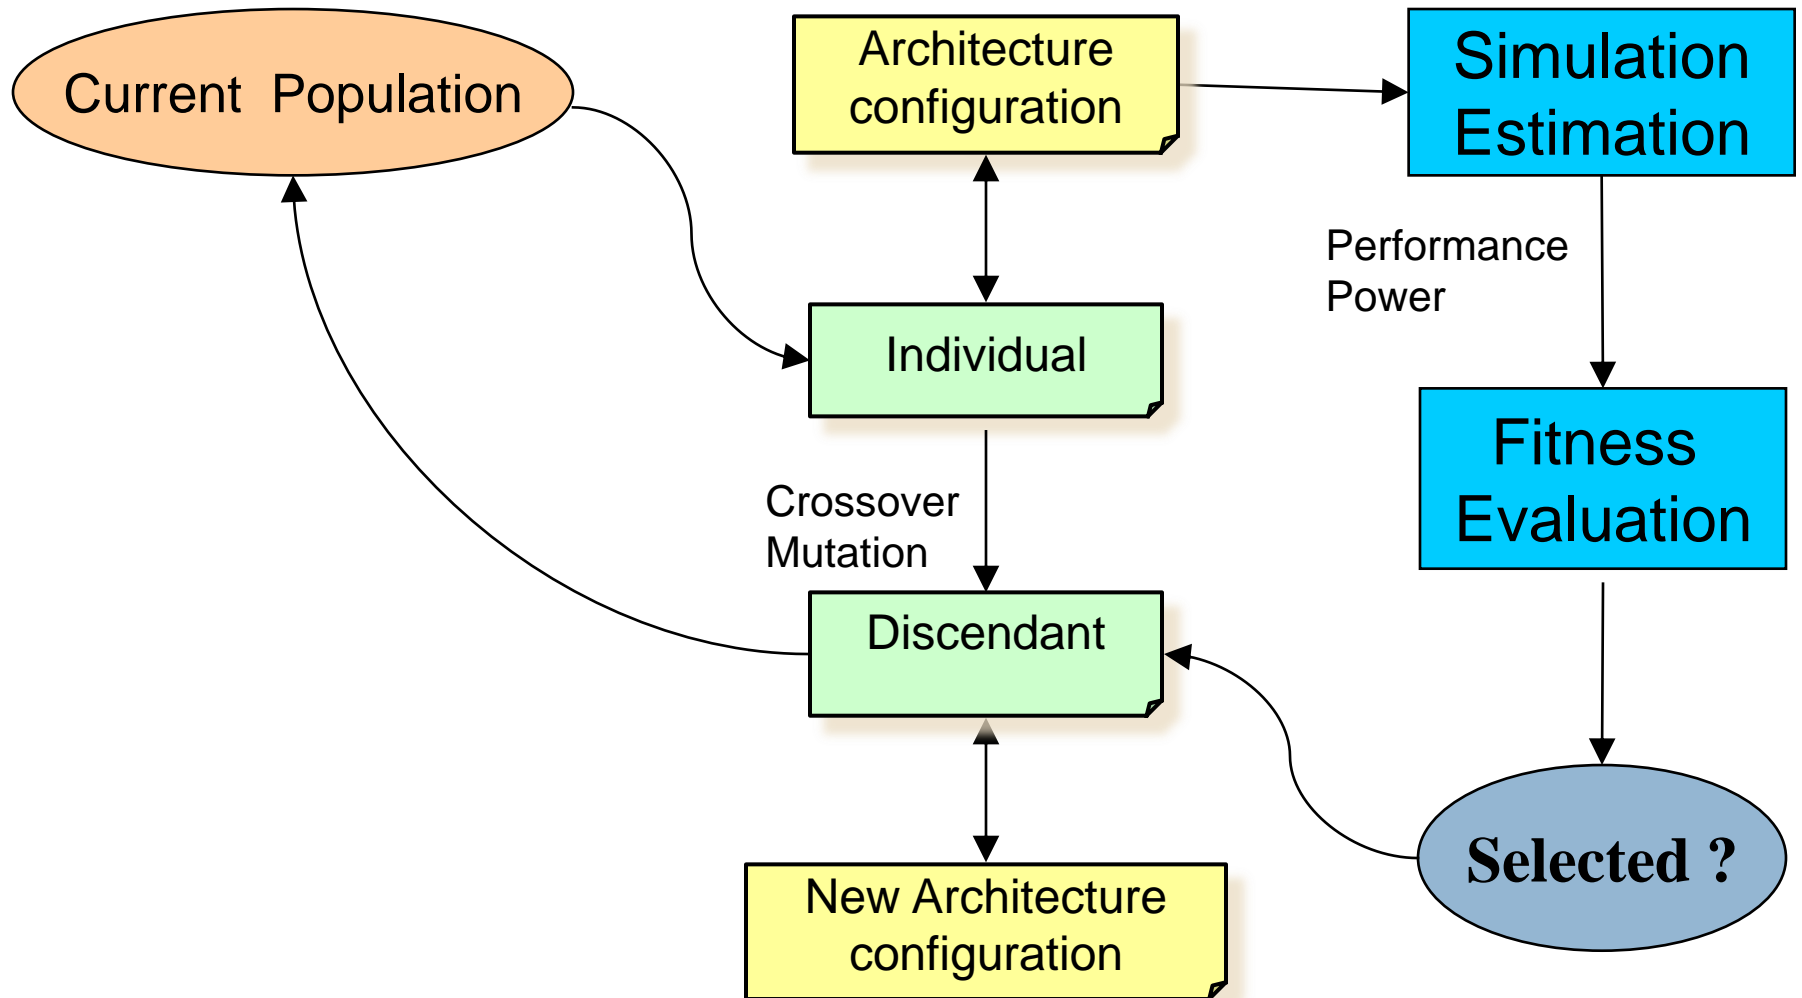 Current Population
Architecture
configuration
Simulation
Estimation
Performance
Power
Individual
Fitness
Evaluation
Crossover
Mutation
Discendant
Selected ?
New Architecture
configuration